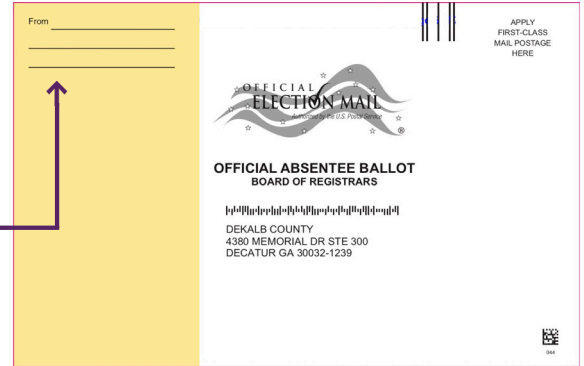 From
APPLY
FIRST-CLASS
MAIL POSTAGE
HERE
OFFICIAL
ELECTION MAIL
Authorized by the U.S. Postal Service
®
OFFICIAL ABSENTEE BALLOT
BOARD OF REGISTRARS
DEKALB COUNTY
4380 MEMORIAL DR STE 300
DECATUR GA 30032-1239
044